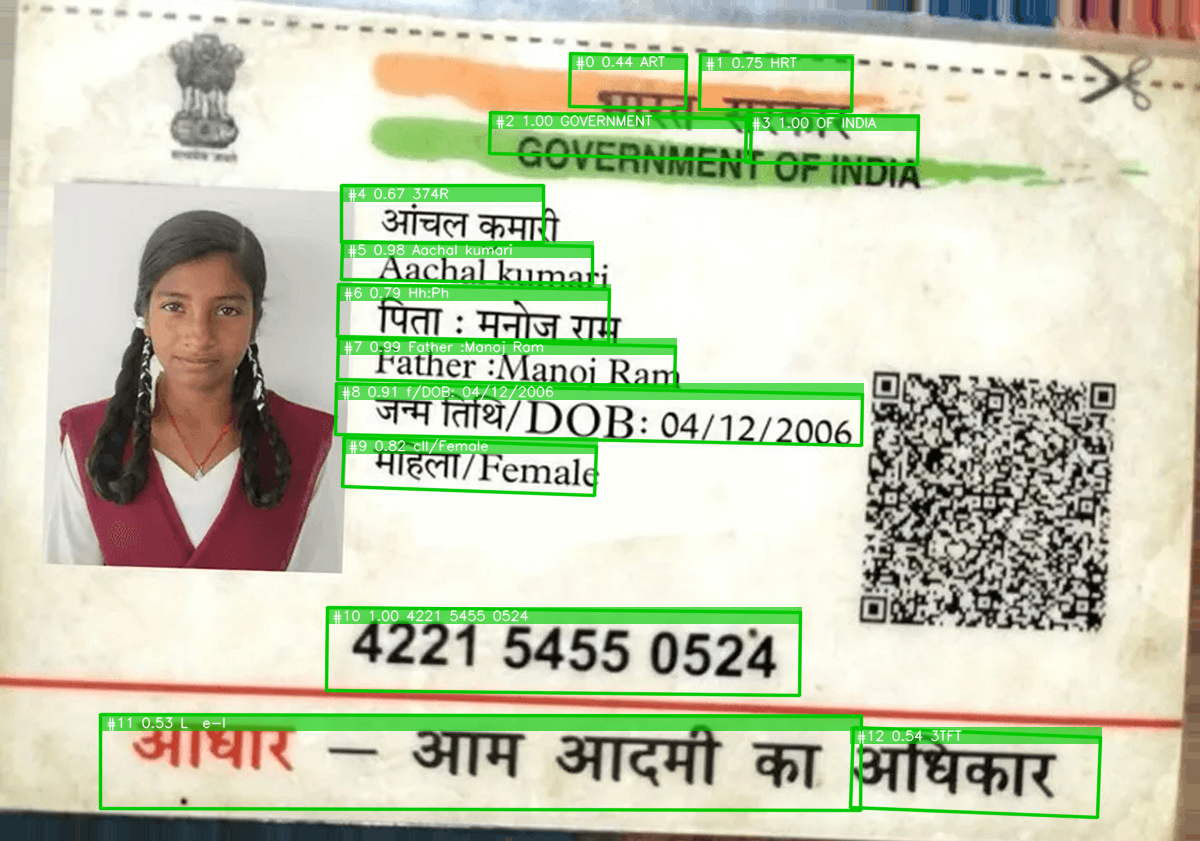 #0 0.44 ART #1 0.75 HRT
भारत सरकार
#2 1.00 GOVERNMENT #3 1.00 OF INDIA
GOVERNMENT OF INDIA
#4 0.67 374R
आंचल कमारी
#5 0.98 Aachal kumari
Aachal kumari
#6 0.79 Hh:Ph
पिता : मनोज राम
#7 0.99 Father :Manoj Ram
Father :Manoj Ram
#8 0.91 f/DOB: 04/12/2006
जन्म तिथि/DOB: 04/12/2006
#9 0.82 cll/Female
महिला/Female
#10 1.00 4221 5455 0524
4221 5455 0524
#11 0.53 L e-l #12 0.54 3TFT
आधार — आम आदमी का अधिकार